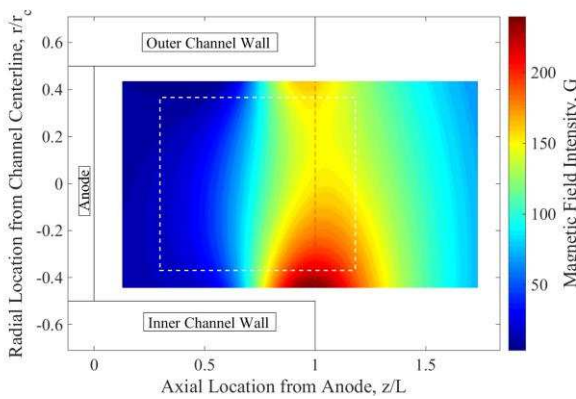 Radial Location from Channel Centerline, r/r_c
0.6
0.4
0.2
0
-0.2
-0.4
-0.6
Outer Channel Wall
Anode
Inner Channel Wall
0
0.5
1
1.5
Axial Location from Anode, z/L
200
150
100
50
Magnetic Field Intensity, G